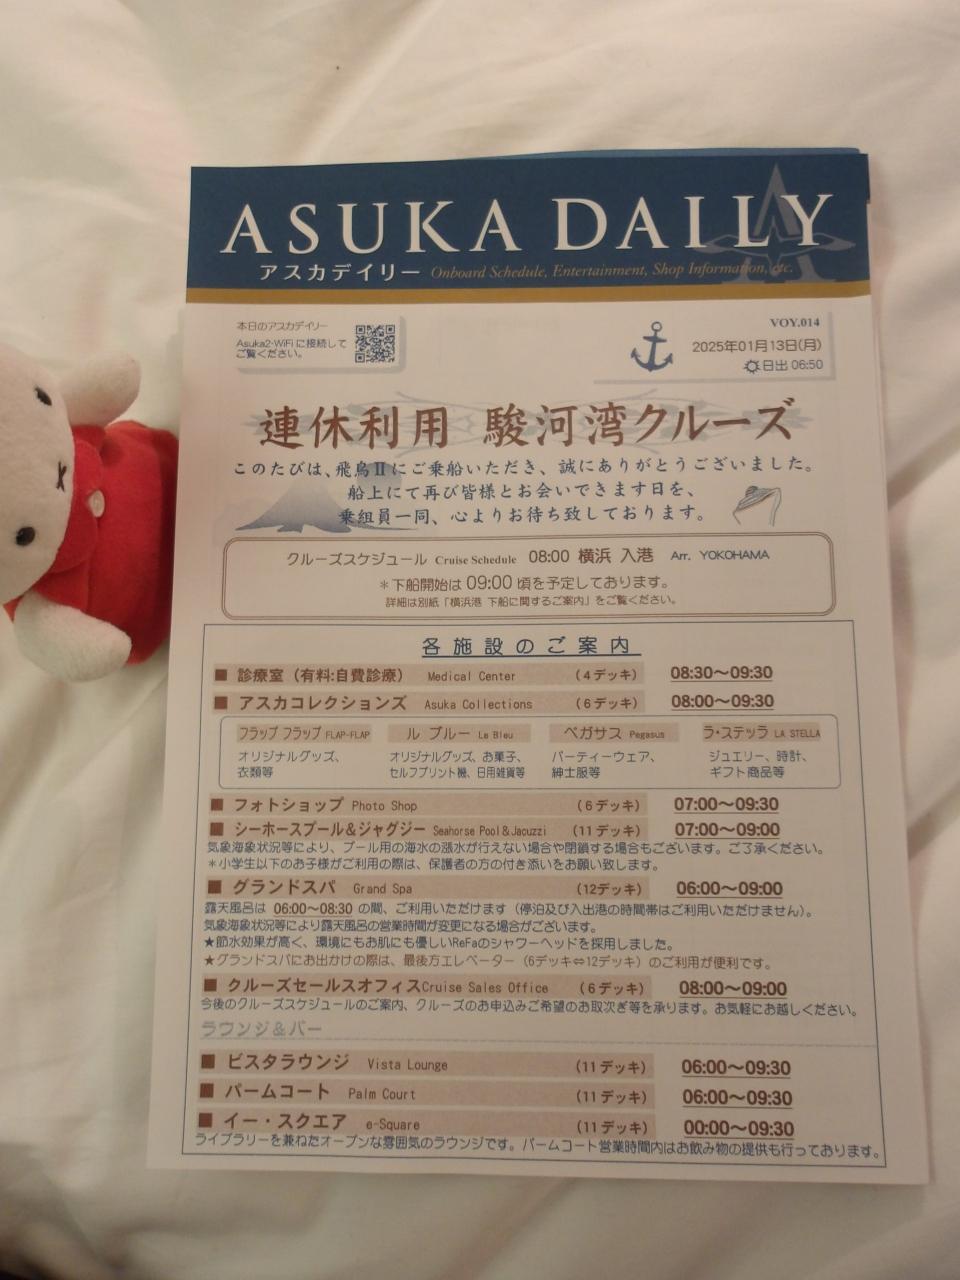 ASUKA DAILY
アスカデイリー Onboard Schedule, Entertainment, Shop Information, etc.
本日のアスカデイリー
Asuka2-WiFiに接続して
ご覧ください。
VOY.014
2025年01月13日(月)
日出 06:50
連休利用 駿河湾クルーズ
このたびは、飛鳥Ⅱにご乗船いただき、誠にありがとうございました。
船上にて再び皆様とお会いできます日を、
乗組員一同、心よりお待ち致しております。
クルーズスケジュール Cruise Schedule 08:00 横浜 入港 Arr. YOKOHAMA
＊下船開始は 09:00 頃を予定しております。
詳細は別紙「横浜港 下船に関するご案内」をご覧ください。
各施設のご案内
■ 診療室（有料:自費診療） Medical Center （4デッキ） 08:30～09:30
■ アスカコレクションズ Asuka Collections （6デッキ） 08:00～09:30
フラップ フラップ FLAP-FLAP
オリジナルグッズ、
衣類等
ル ブルー Le Bleu
オリジナルグッズ、お菓子、
セルフプリント機、日用雑貨等
ペガサス Pegasus
パーティーウェア、
紳士服等
ラ・ステッラ LA STELLA
ジュエリー、時計、
ギフト商品等
■ フォトショップ Photo Shop （6デッキ） 07:00～09:30
■ シーホースプール＆ジャグジー Seahorse Pool＆Jacuzzi （11デッキ） 07:00～09:00
気象海象状況等により、プール用の海水の漲水が行えない場合や閉鎖する場合もございます。ご了承ください。
＊小学生以下のお子様がご利用の際は、保護者の方の付き添いをお願い致します。
■ グランドスパ Grand Spa （12デッキ） 06:00～09:00
露天風呂は 06:00～08:30 の間、ご利用いただけます（停泊及び入出港の時間帯はご利用いただけません）。
気象海象状況等により露天風呂の営業時間が変更になる場合がございます。
★節水効果が高く、環境にもお肌にも優しいReFaのシャワーヘッドを採用しました。
★グランドスパにお出かけの際は、最後方エレベーター（6デッキ⇔12デッキ）のご利用が便利です。
■ クルーズセールスオフィスCruise Sales Office （6デッキ） 08:00～09:00
今後のクルーズスケジュールのご案内、クルーズのお申込みご希望のお取次ぎ等を承ります。お気軽にお越しください。
ラウンジ＆バー
■ ビスタラウンジ Vista Lounge （11デッキ） 06:00～09:30
■ パームコート Palm Court （11デッキ） 06:00～09:30
■ イー・スクエア e-Square （11デッキ） 00:00～09:30
ライブラリーを兼ねたオープンな雰囲気のラウンジです。パームコート営業時間内はお飲み物の提供も行っております。